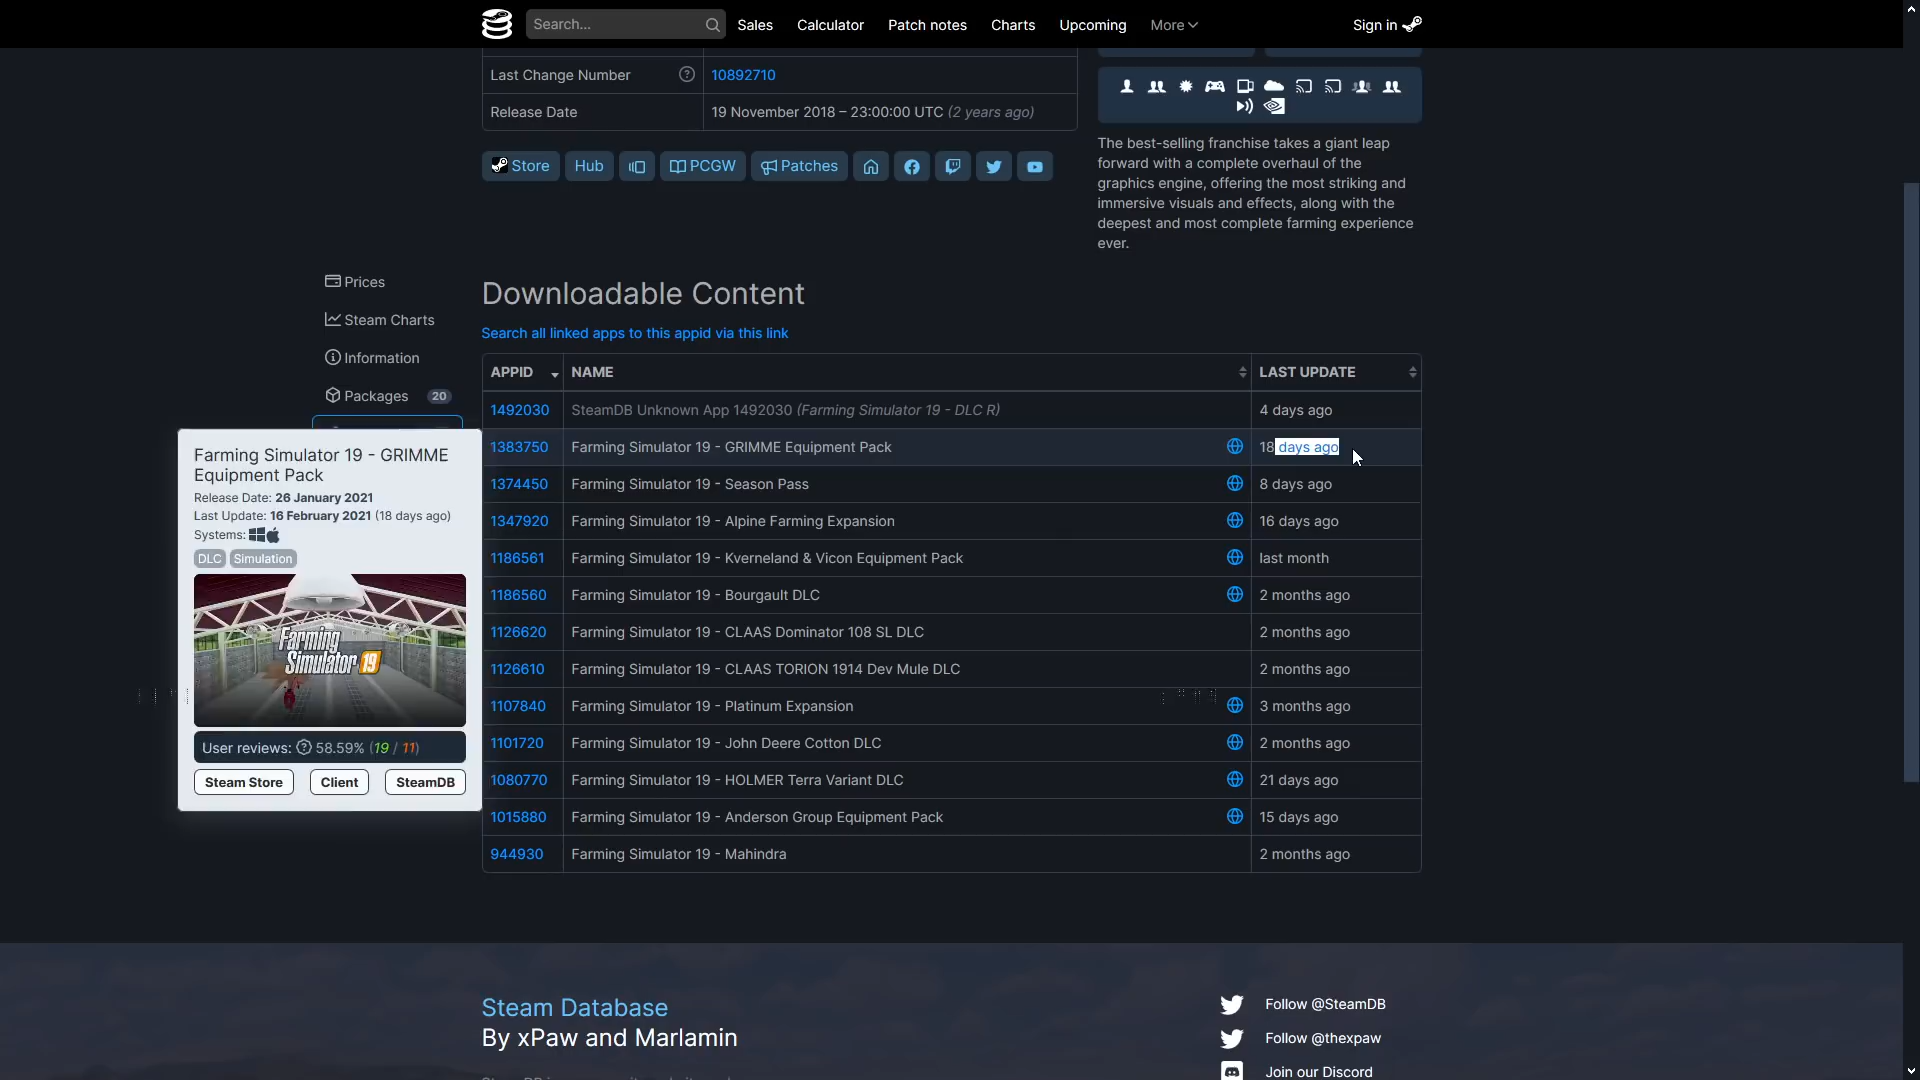 Search...
Sales
Calculator
Patch notes
Charts
Upcoming
More
Sign in
Last Change Number
10892710
Release Date
19 November 2018 – 23:00:00 UTC (2 years ago)
Store
Hub
PCGW
Patches
The best-selling franchise takes a giant leap
forward with a complete overhaul of the
graphics engine, offering the most striking and
immersive visuals and effects, along with the
deepest and most complete farming experience
ever.
Prices
Steam Charts
Information
Packages 20
Downloadable Content
Search all linked apps to this appid via this link
APPID NAME LAST UPDATE
1492030 SteamDB Unknown App 1492030 (Farming Simulator 19 - DLC R) 4 days ago
1383750 Farming Simulator 19 - GRIMME Equipment Pack 18 days ago
1374450 Farming Simulator 19 - Season Pass 8 days ago
1347920 Farming Simulator 19 - Alpine Farming Expansion 16 days ago
1186561 Farming Simulator 19 - Kverneland & Vicon Equipment Pack last month
1186560 Farming Simulator 19 - Bourgault DLC 2 months ago
1126620 Farming Simulator 19 - CLAAS Dominator 108 SL DLC 2 months ago
1126610 Farming Simulator 19 - CLAAS TORION 1914 Dev Mule DLC 2 months ago
1107840 Farming Simulator 19 - Platinum Expansion 3 months ago
1101720 Farming Simulator 19 - John Deere Cotton DLC 2 months ago
1080770 Farming Simulator 19 - HOLMER Terra Variant DLC 21 days ago
1015880 Farming Simulator 19 - Anderson Group Equipment Pack 15 days ago
944930 Farming Simulator 19 - Mahindra 2 months ago
Farming Simulator 19 - GRIMME
Equipment Pack
Release Date: 26 January 2021
Last Update: 16 February 2021 (18 days ago)
Systems:
DLC Simulation
Farming
Simulator 19
User reviews: 58.59% (19 / 11)
Steam Store
Client
SteamDB
Steam Database
By xPaw and Marlamin
Follow @SteamDB
Follow @thexpaw
Join our Discord